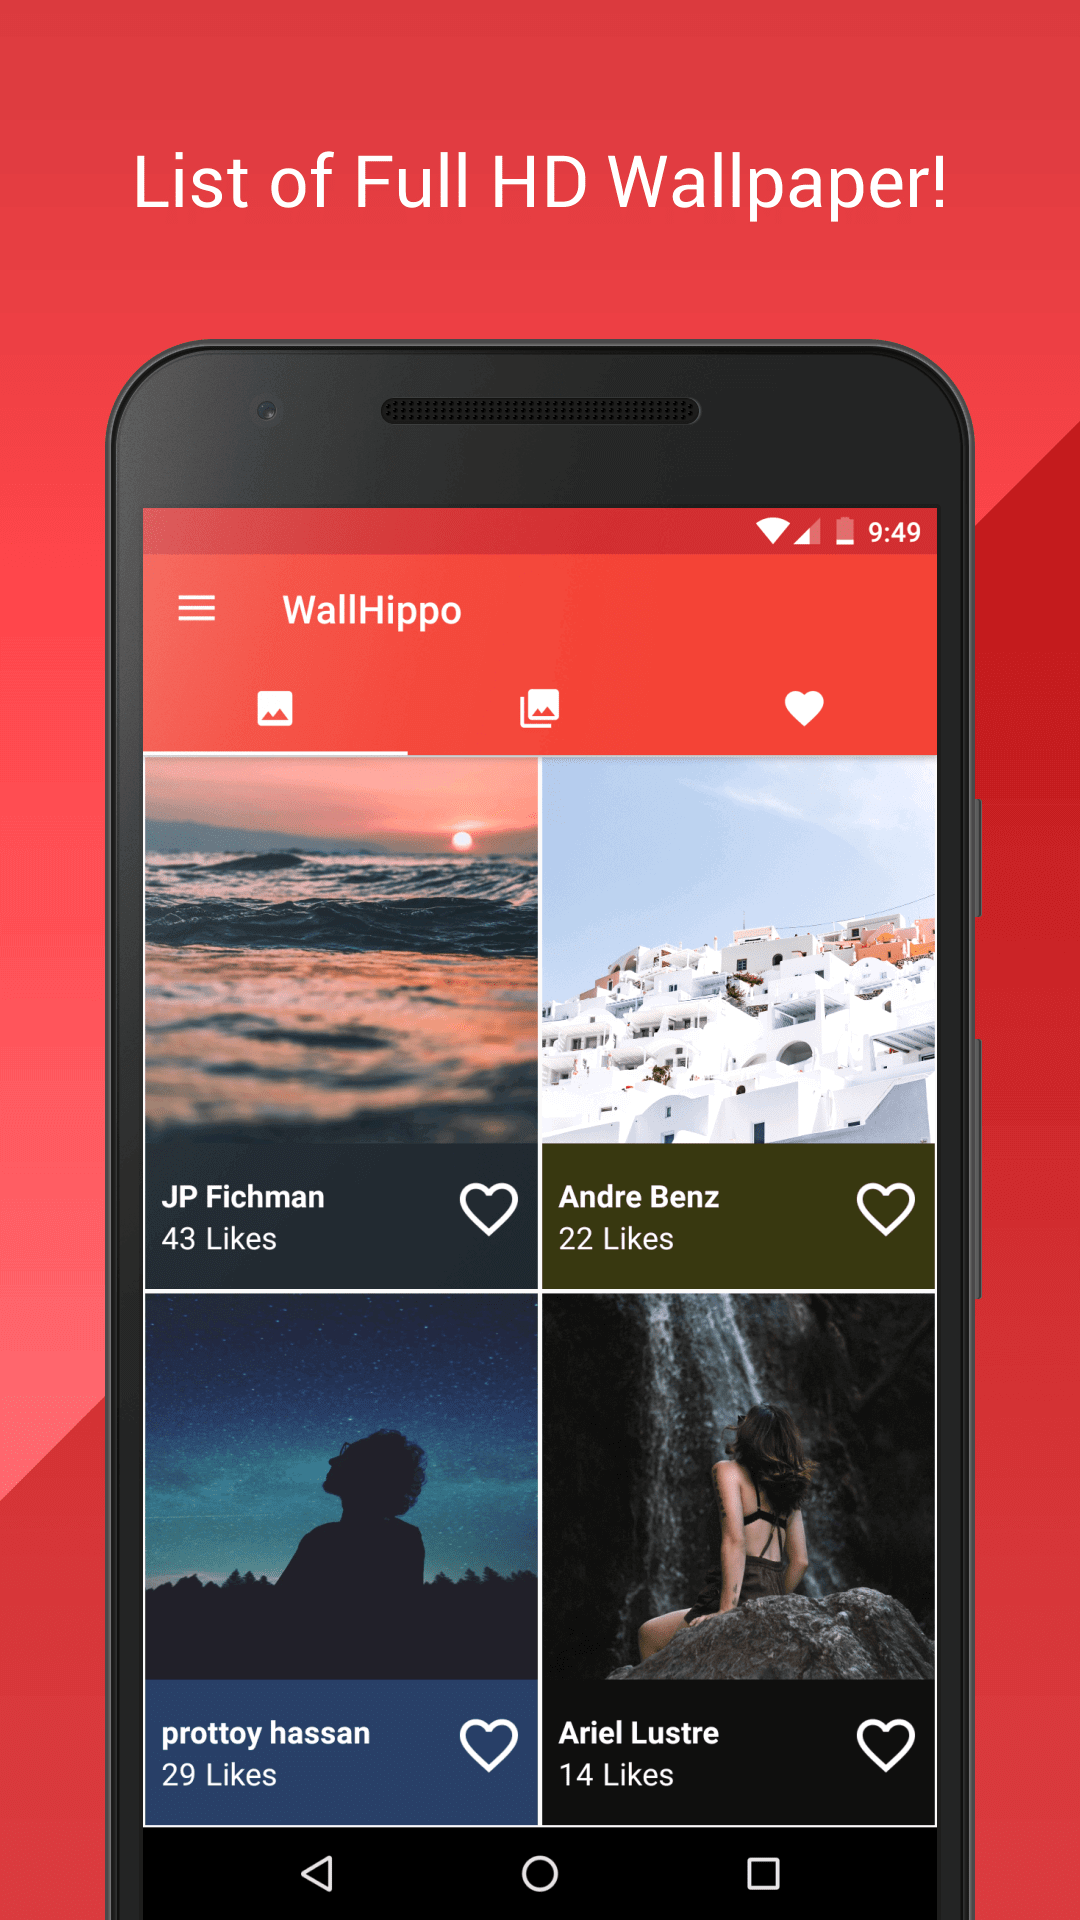 List of Full HD Wallpaper!
9:49
WallHippo
JP Fichman
43 Likes
Andre Benz
22 Likes
prottoy hassan
29 Likes
Ariel Lustre
14 Likes